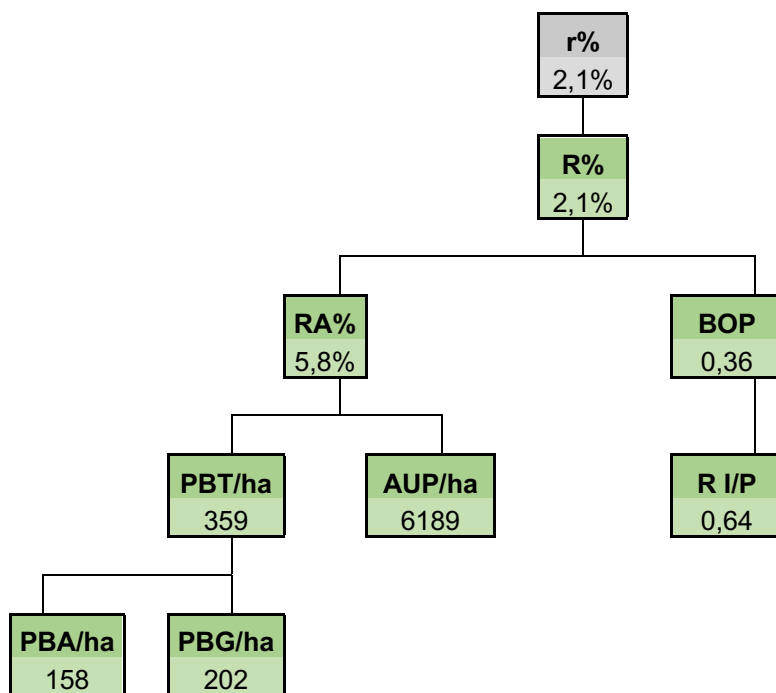 r%
2,1%
R%
2,1%
RA%
5,8%
BOP
0,36
PBT/ha
359
AUP/ha
6189
R I/P
0,64
PBA/ha
158
PBG/ha
202